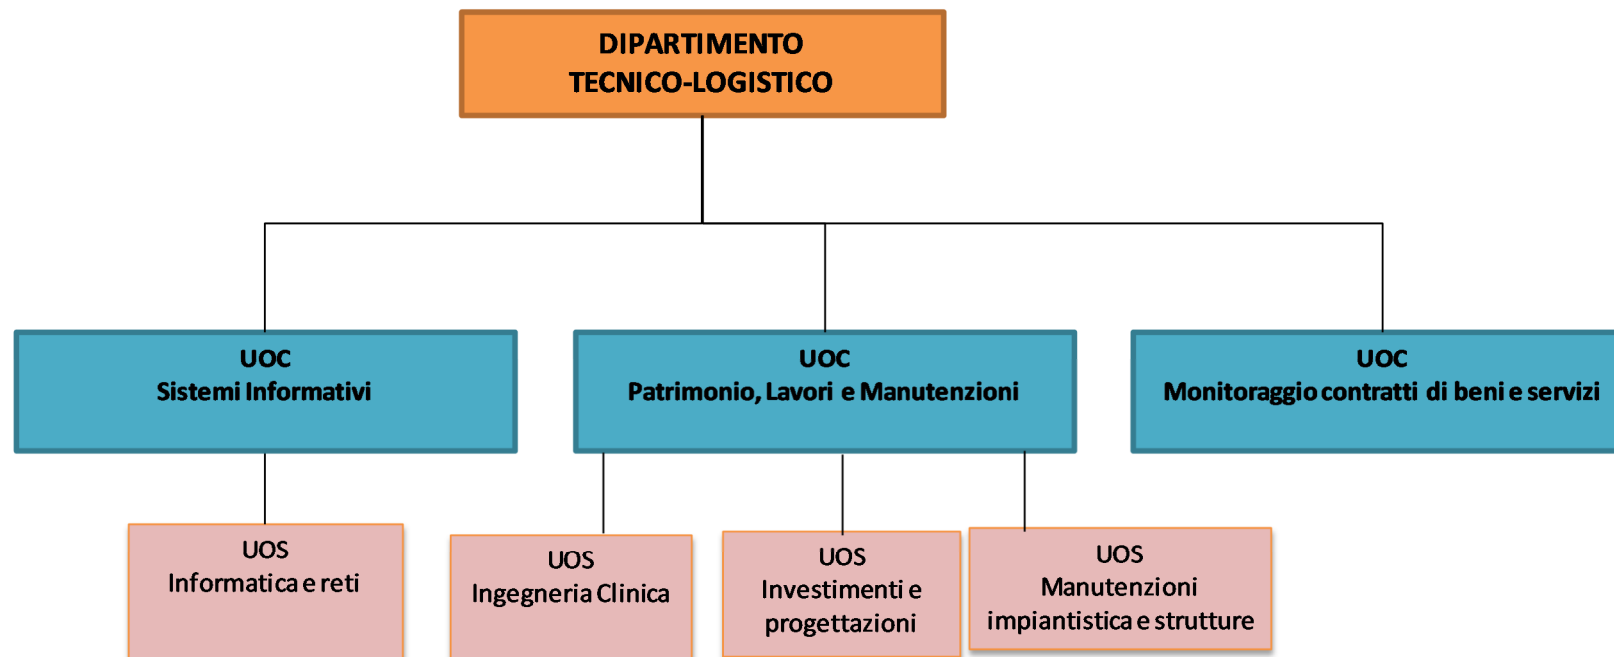 DIPARTIMENTO
TECNICO-LOGISTICO
UOC
Sistemi Informativi
UOC
Patrimonio, Lavori e Manutenzioni
UOC
Monitoraggio contratti di beni e servizi
UOS
Informatica e reti
UOS
Ingegneria Clinica
UOS
Investimenti e
progettazioni
UOS
Manutenzioni
impiantistica e strutture